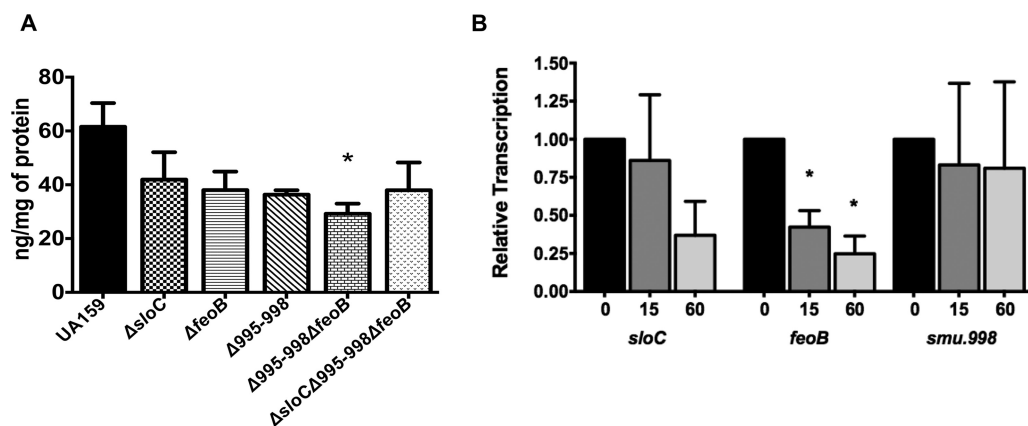 A
ng/mg of protein
80
60
40
20
0
UA159
ΔsloC
ΔfeoB
Δ995-998
Δ995-998ΔfeoB
ΔsloCΔ995-998ΔfeoB
*
B
Relative Transcription
1.50
1.25
1.00
0.75
0.50
0.25
0.00
* *
0 15 60 0 15 60 0 15 60
sloC feoB smu.998